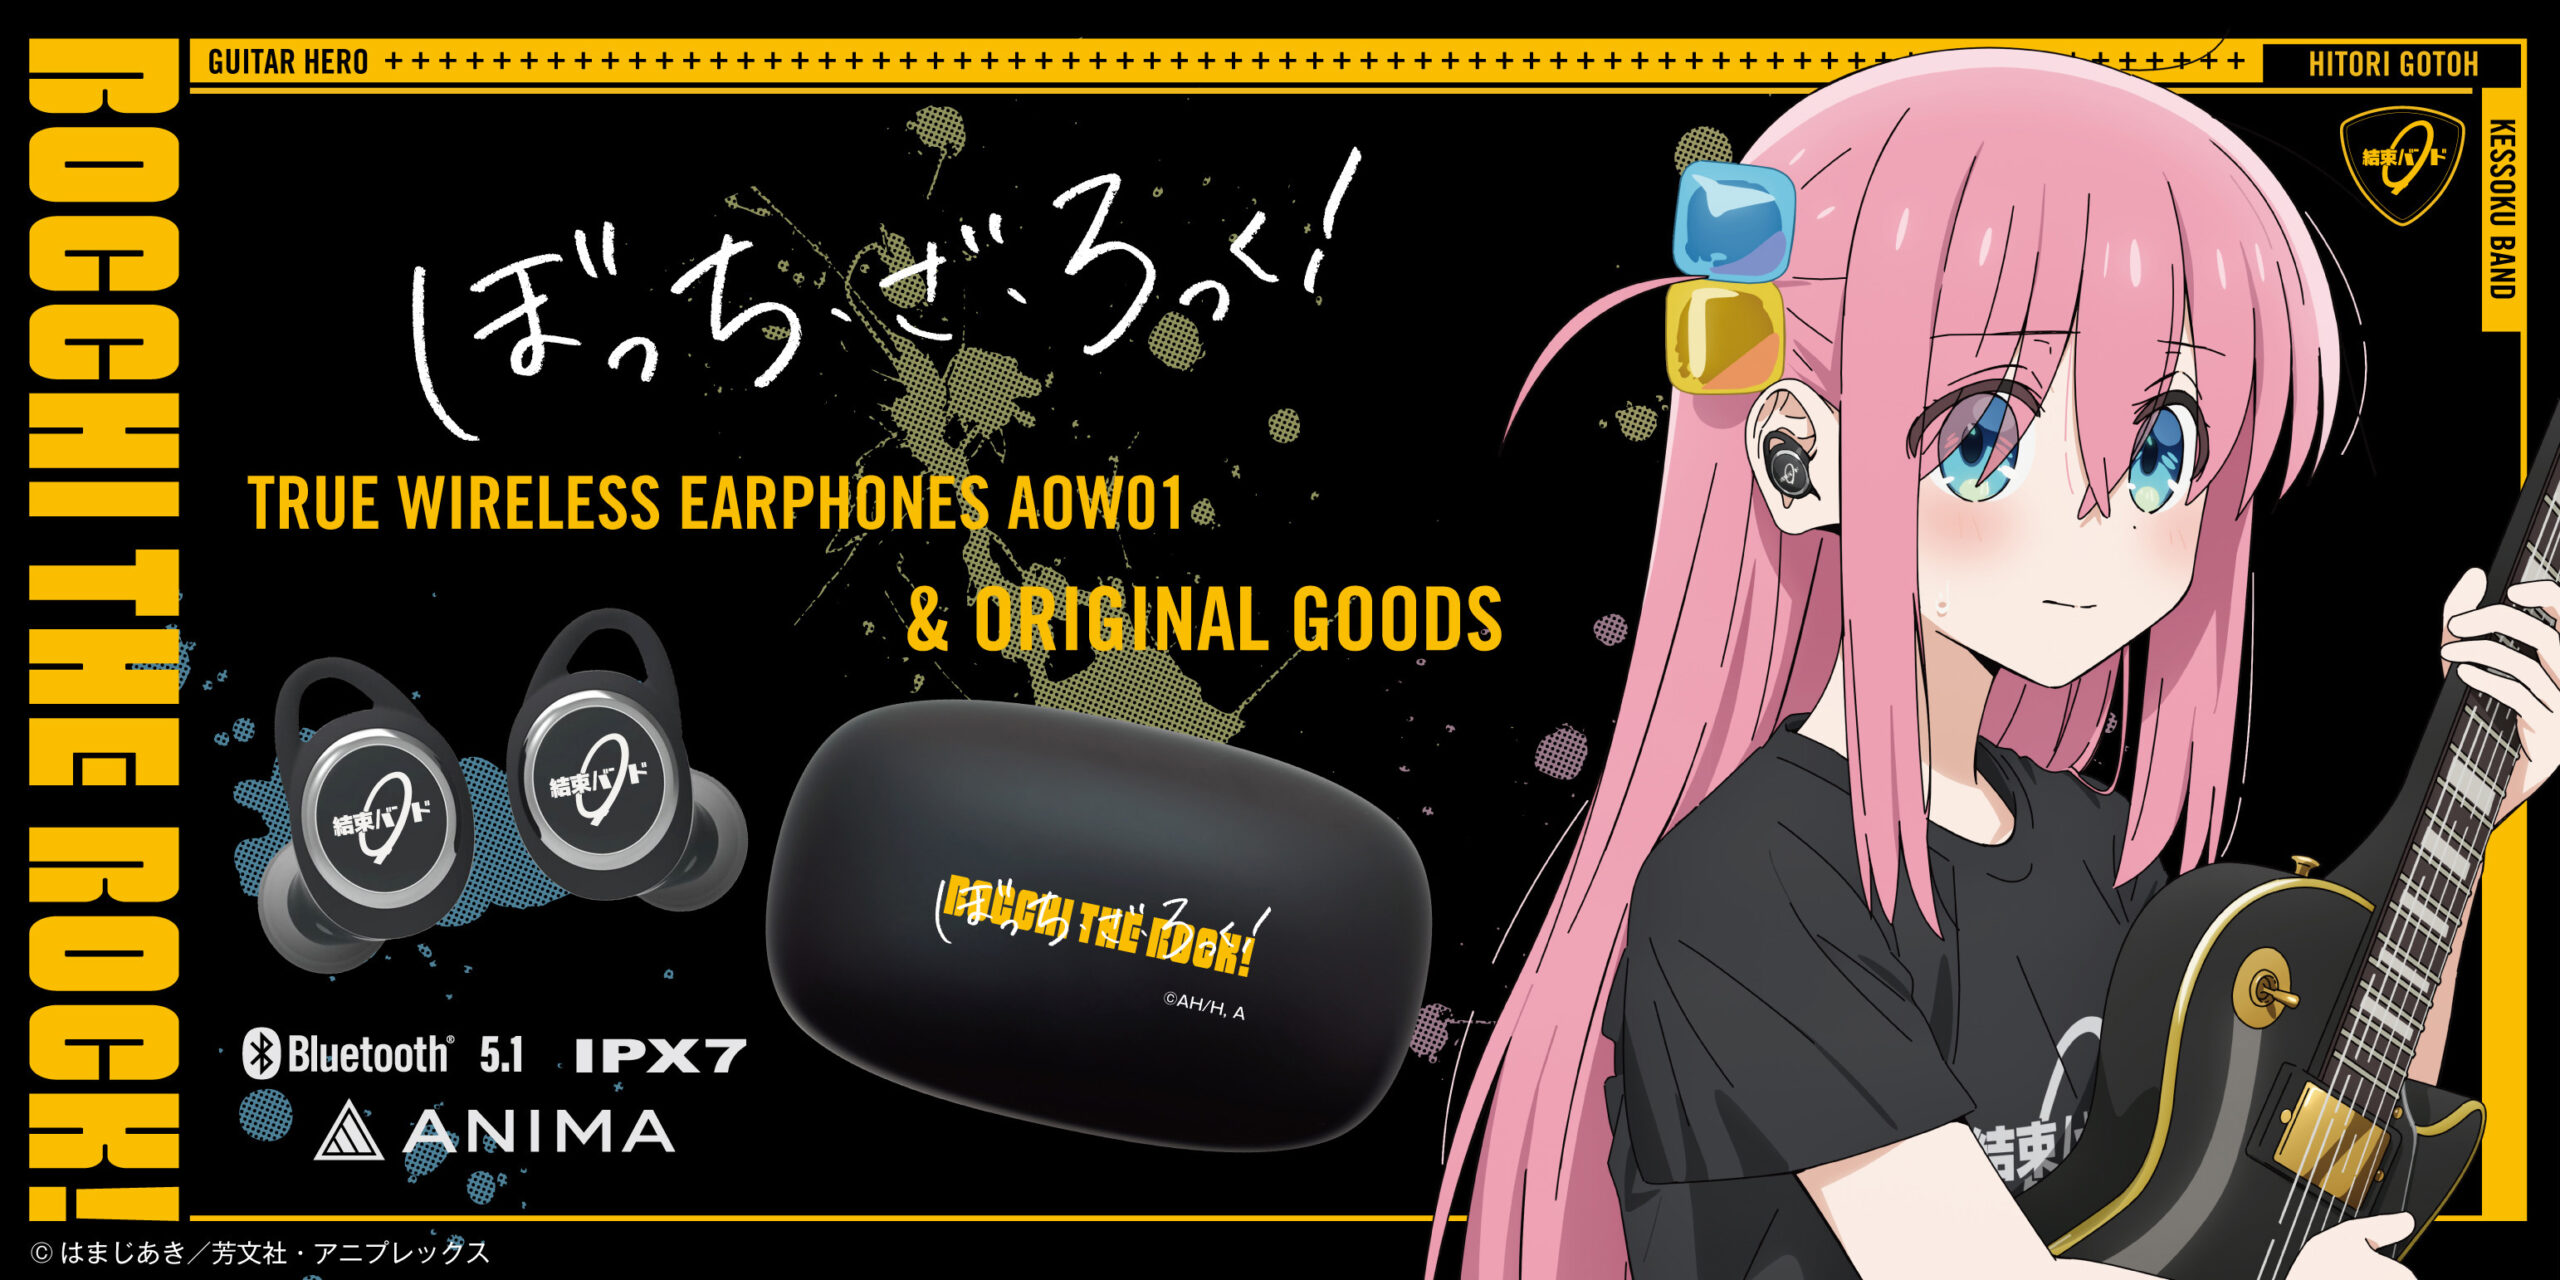 BOCCHI THE ROCK!
GUITAR HERO ++++++++++++++++++++++++++++++++++++++++++++++++++++++++++++++++++++++
HITORI GOTOH
KESSOKU BAND
結束バンド
ぼっち・ざ・ろっく!
TRUE WIRELESS EARPHONES AOW01
& ORIGINAL GOODS
結束バンド
結束バンド
BOCCHI THE ROCK!
ぼっち・ざ・ろっく!
©AH/H, A
Bluetooth® 5.1
IPX7
ANIMA
結束バ
© はまじあき／芳文社・アニプレックス